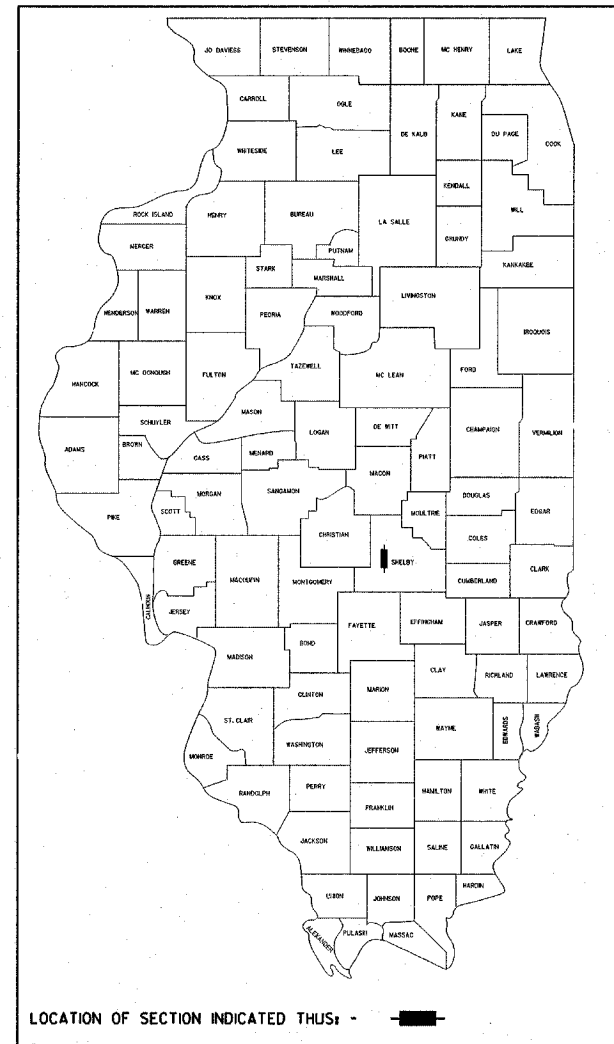 JO DAVIESS STEVENSON WINNEBAGO BOONE MC HENRY LAKE
CARROLL OGLE KANE
DE KALB DU PAGE COOK
WHITESIDE LEE
KENDALL WILL
ROCK ISLAND HENRY BUREAU LA SALLE
MERCER PUTNAM GRUNDY
STARK KANKAKEE
MARSHALL LIVINGSTON
HENDERSON WARREN KNOX PEORIA WOODFORD IROQUOIS
HANCOCK MC DONOUGH FULTON TAZEWELL MC LEAN FORD
MASON
SCHUYLER LOGAN DE WITT CHAMPAIGN VERMILION
ADAMS BROWN CASS MENARD PIATT
MACON
PIKE SCOTT MORGAN SANGAMON MOULTRIE DOUGLAS EDGAR
CHRISTIAN COLES
GREENE SHELBY CLARK
CALHOUN JERSEY MACOUPIN MONTGOMERY CUMBERLAND
FAYETTE EFFINGHAM JASPER CRAWFORD
MADISON BOND
CLAY RICHLAND LAWRENCE
CLINTON MARION
ST. CLAIR WAYNE EDWARDS WABASH
WASHINGTON JEFFERSON
MONROE
RANDOLPH PERRY HAMILTON WHITE
FRANKLIN
JACKSON WILLIAMSON SALINE GALLATIN
UNION JOHNSON POPE HARDIN
ALEXANDER PULASKI MASSAC
LOCATION OF SECTION INDICATED THUS: -